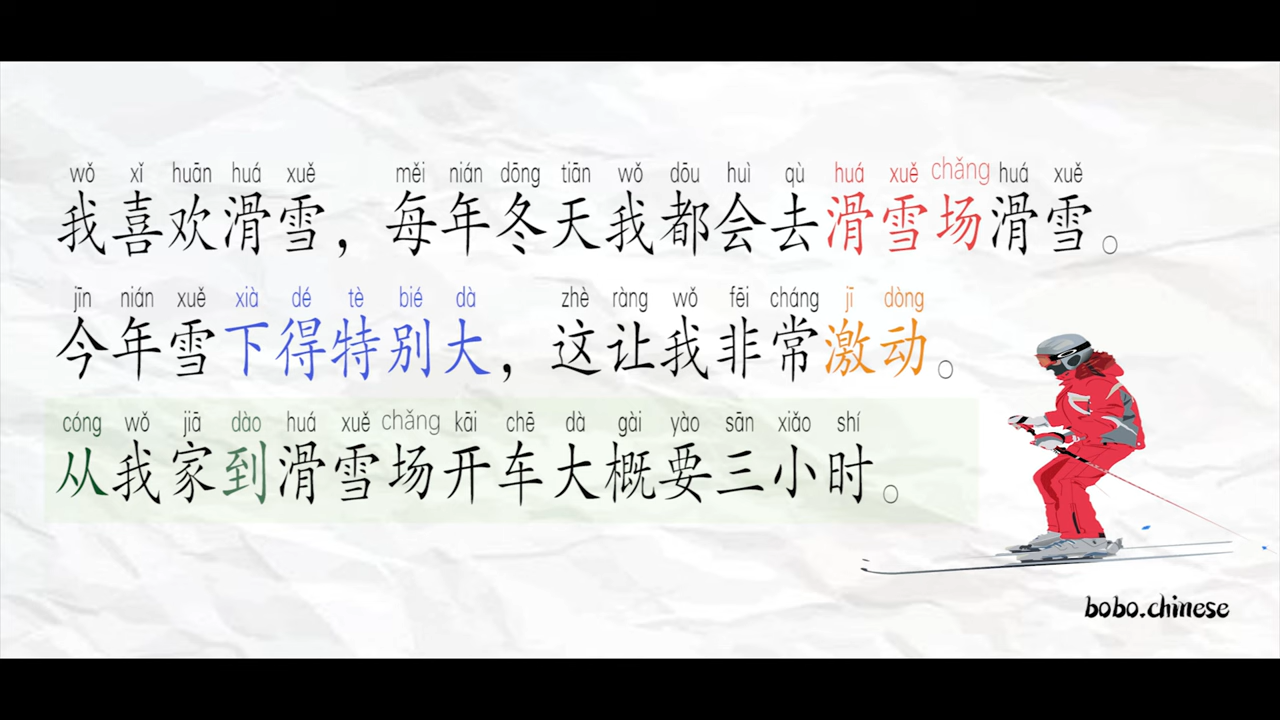 wǒ xǐ huān huá xuě měi nián dōng tiān wǒ dōu huì qù huá xuě chǎng huá xuě
我喜欢滑雪，每年冬天我都会去滑雪场滑雪。
jīn nián xuě xià dé tè bié dà zhè ràng wǒ fēi cháng jī dòng
今年雪下得特别大，这让我非常激动。
cóng wǒ jiā dào huá xuě chǎng kāi chē dà gài yào sān xiǎo shí
从我家到滑雪场开车大概要三小时。
bobo.chinese